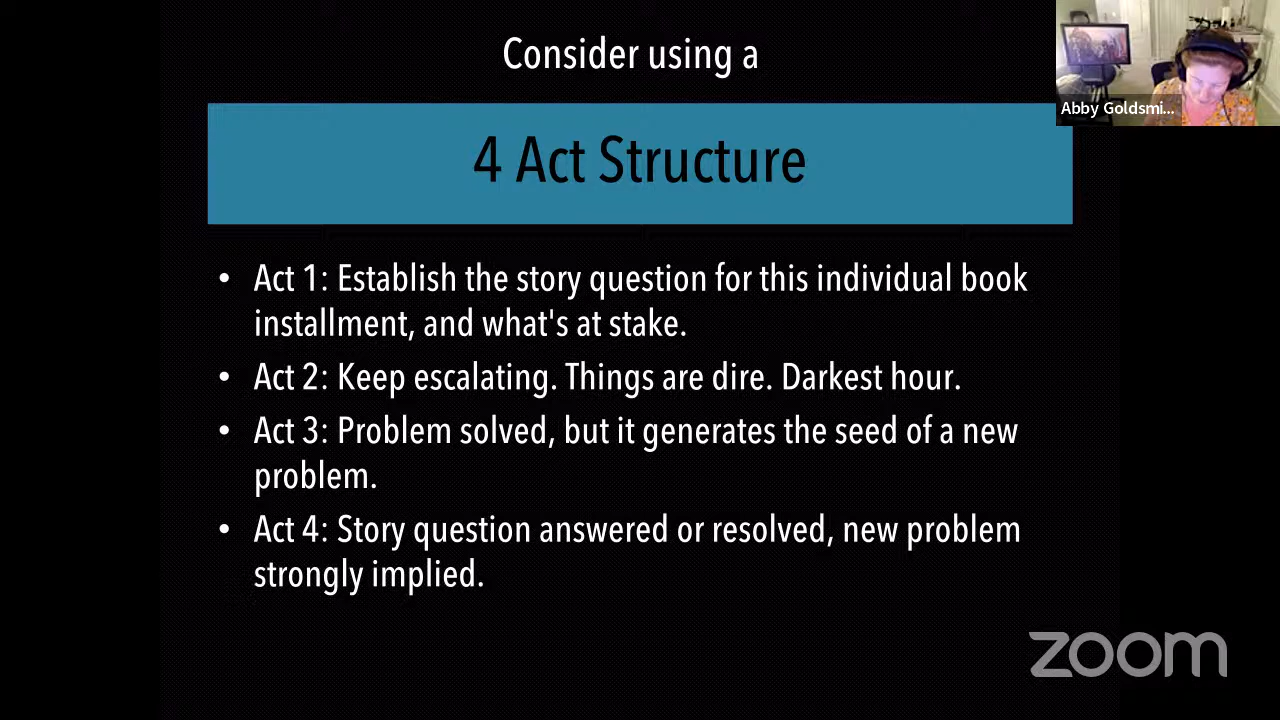 Consider using a
Abby Goldsmi...
4 Act Structure
• Act 1: Establish the story question for this individual book
installment, and what's at stake.
• Act 2: Keep escalating. Things are dire. Darkest hour.
• Act 3: Problem solved, but it generates the seed of a new
problem.
• Act 4: Story question answered or resolved, new problem
strongly implied.
zoom